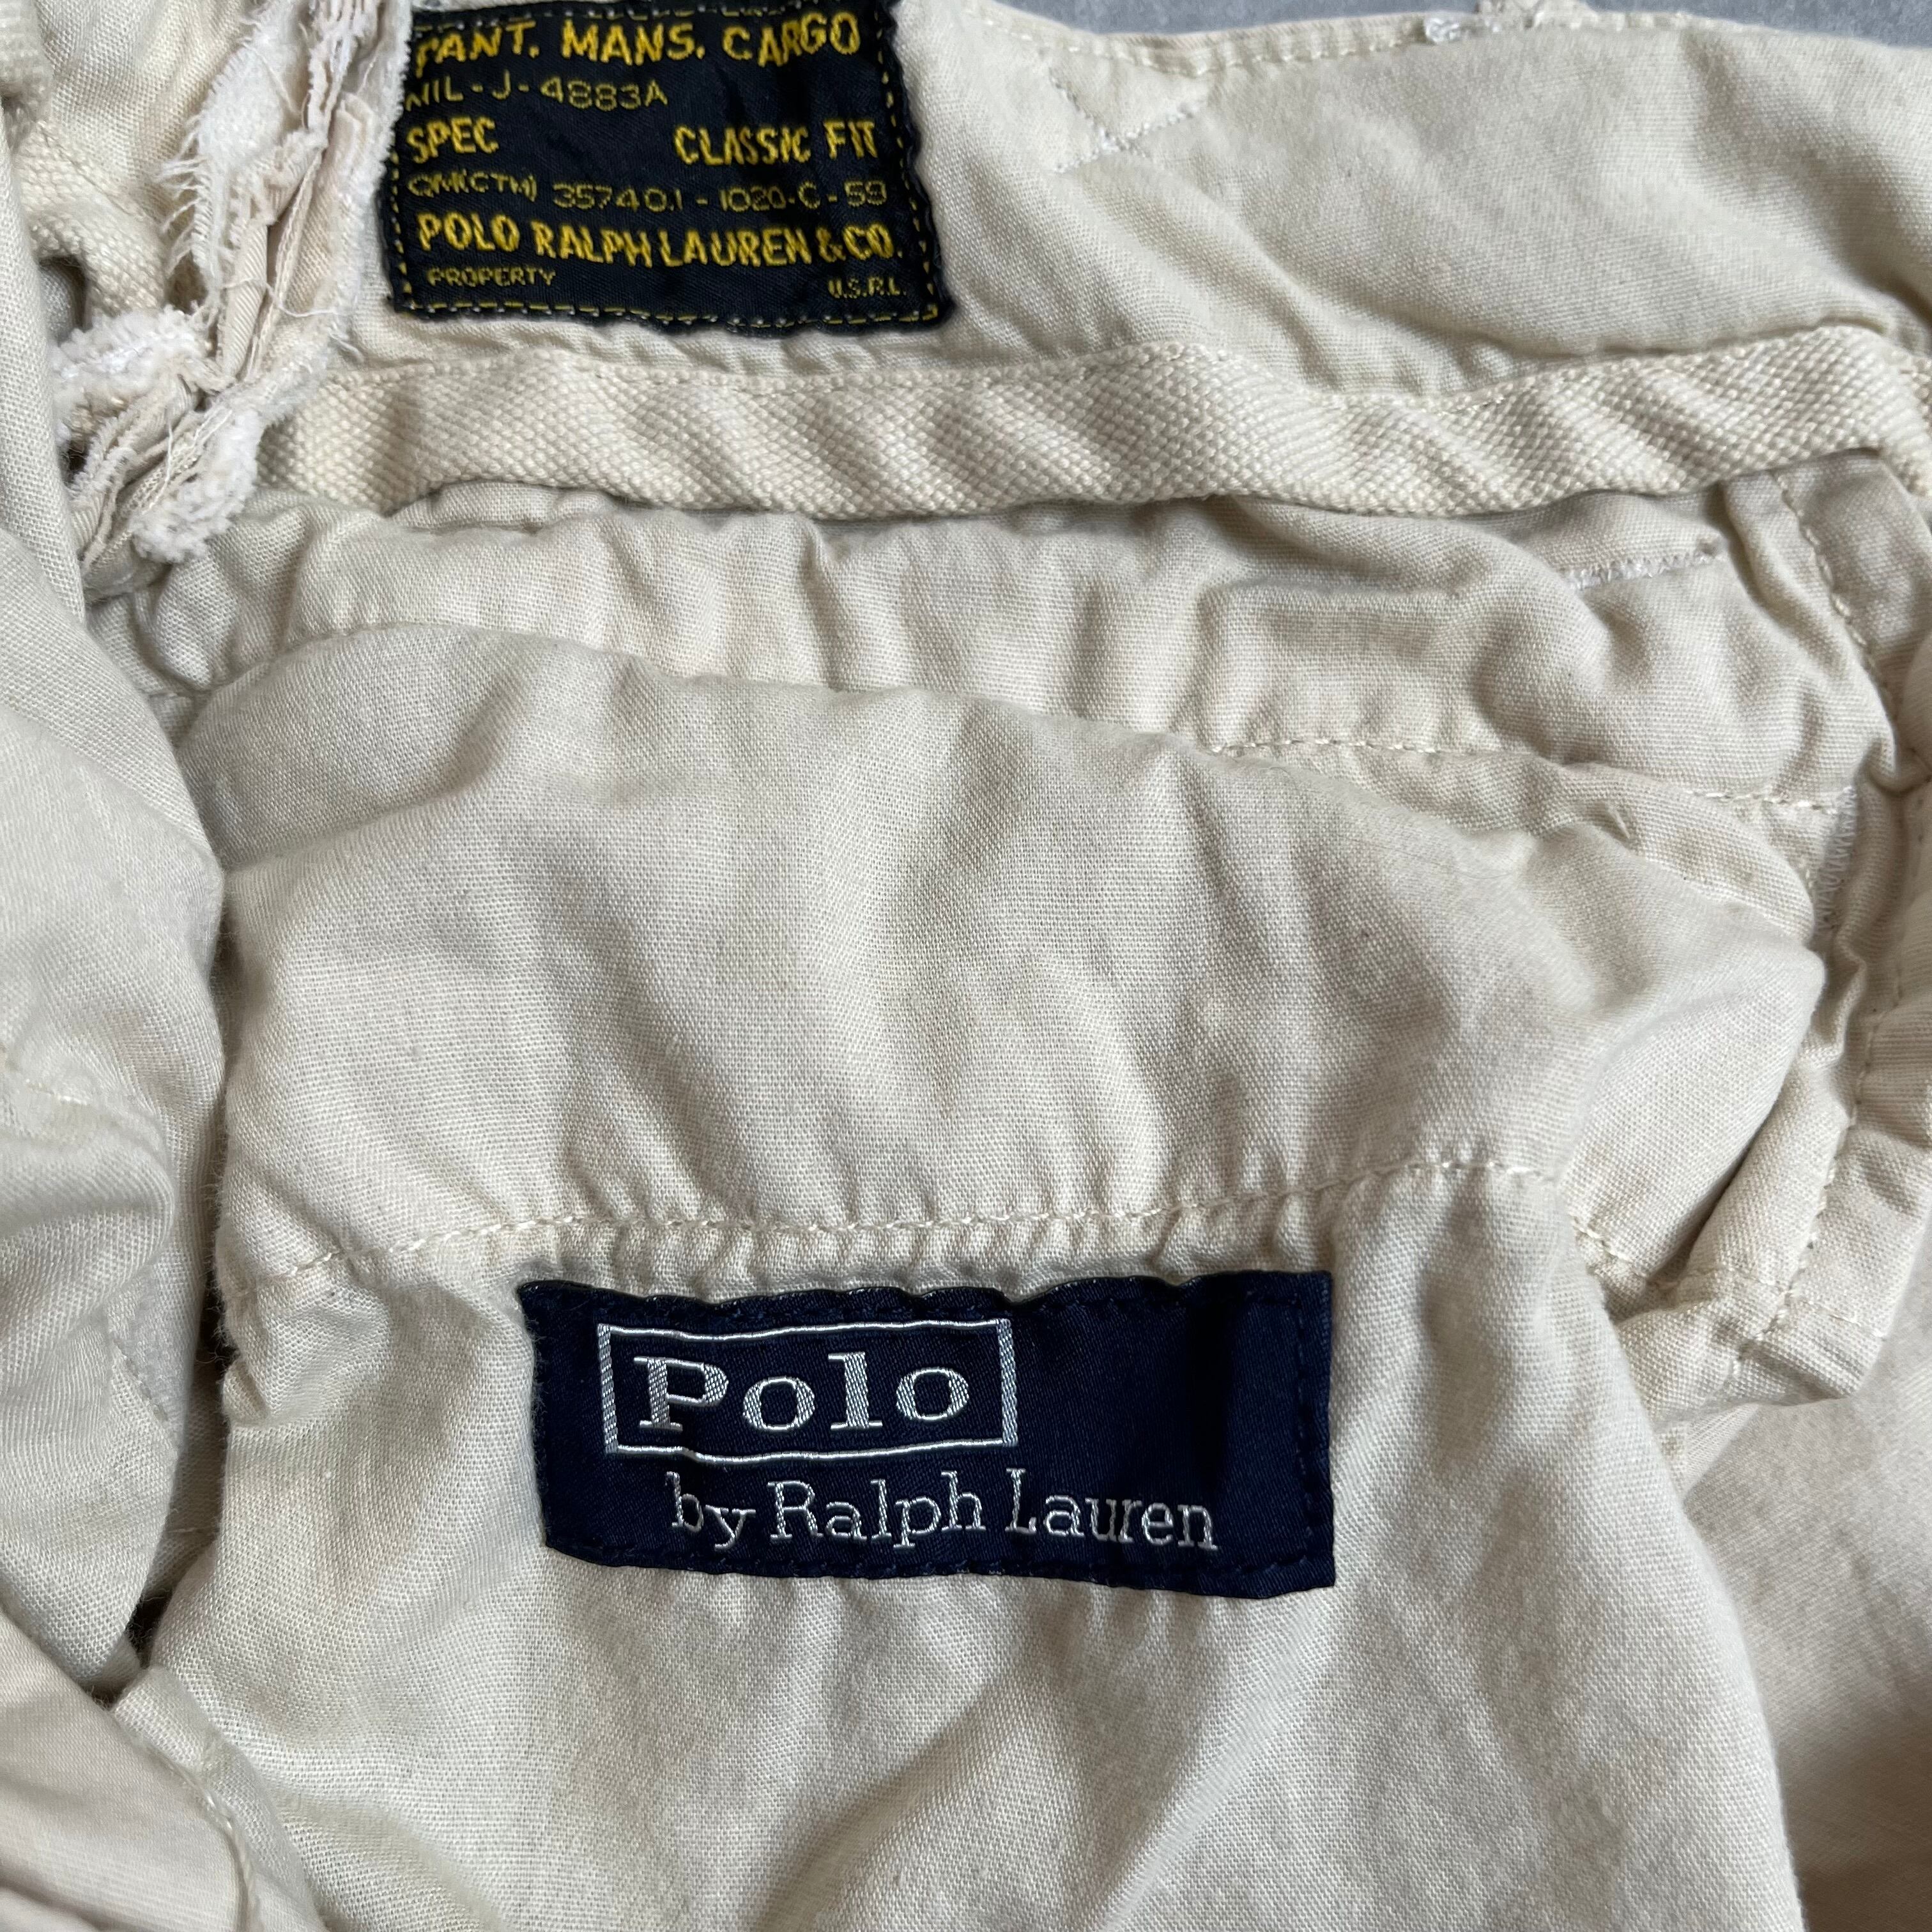 PANT. MANS. CARGO
MIL-J-4883A
SPEC CLASSIC FIT
QM(CTM) 35740.1-1020-C-59
POLO RALPH LAUREN & CO.
PROPERTY U.S.R.L.
Polo
by Ralph Lauren